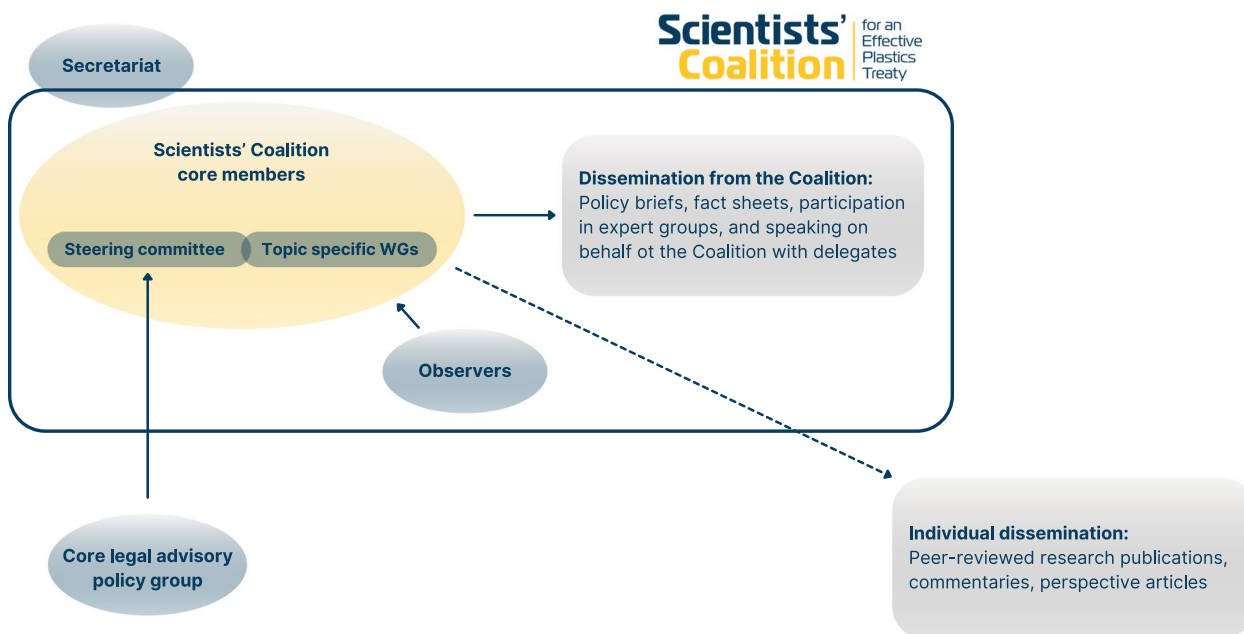 Scientists'
Coalition
for an
Effective
Plastics
Treaty
Secretariat
Scientists' Coalition
core members
Steering committee
Topic specific WGs
Dissemination from the Coalition:
Policy briefs, fact sheets, participation
in expert groups, and speaking on
behalf ot the Coalition with delegates
Observers
Core legal advisory
policy group
Individual dissemination:
Peer-reviewed research publications,
commentaries, perspective articles